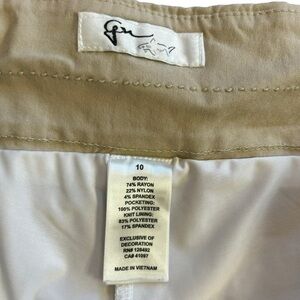 10
BODY:
74% RAYON
22% NYLON
4% SPANDEX
POCKETING:
100% POLYESTER
KNIT LINING:
83% POLYESTER
17% SPANDEX
EXCLUSIVE OF
DECORATION
RN# 128492
CA# 41097
MADE IN VIETNAM